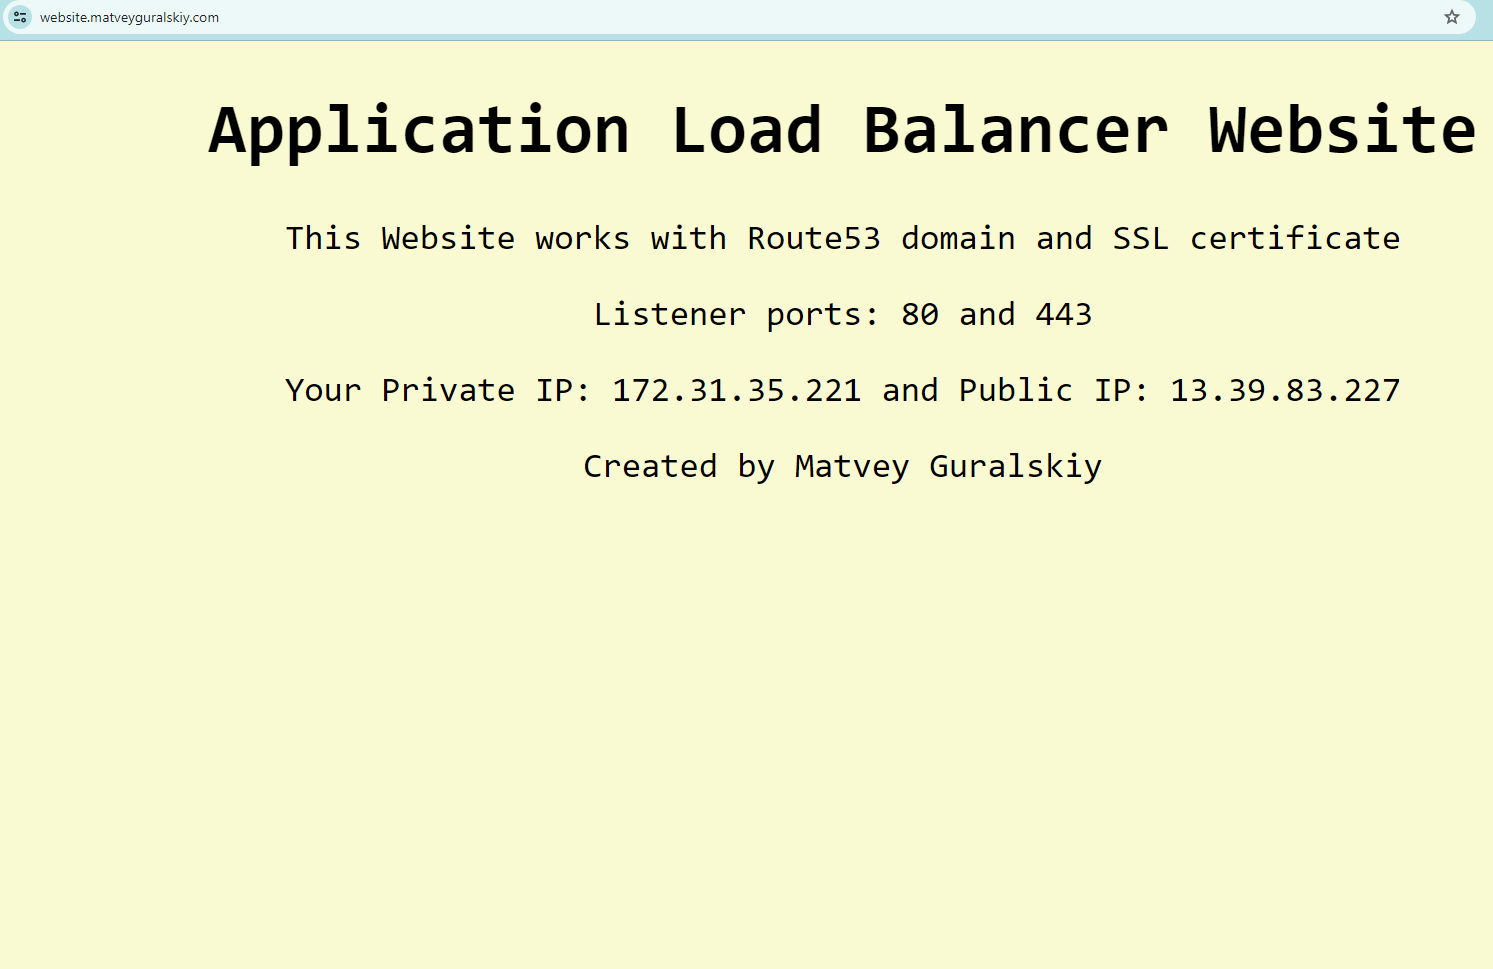 website.matveyguralskiy.com
Application Load Balancer Website
This Website works with Route53 domain and SSL certificate
Listener ports: 80 and 443
Your Private IP: 172.31.35.221 and Public IP: 13.39.83.227
Created by Matvey Guralskiy